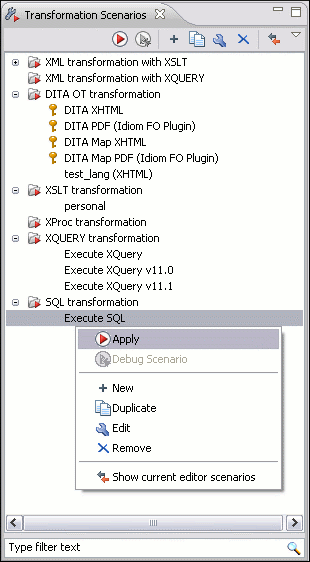 Transformation Scenarios
XML transformation with XSLT
XML transformation with XQUERY
DITA OT transformation
DITA XHTML
DITA PDF (Idiom FO Plugin)
DITA Map XHTML
DITA Map PDF (Idiom FO Plugin)
test_lang (XHTML)
XSLT transformation
personal
XProc transformation
XQUERY transformation
Execute XQuery
Execute XQuery v11.0
Execute XQuery v11.1
SQL transformation
Execute SQL
Apply
Debug Scenario
New
Duplicate
Edit
Remove
Show current editor scenarios
Type filter text